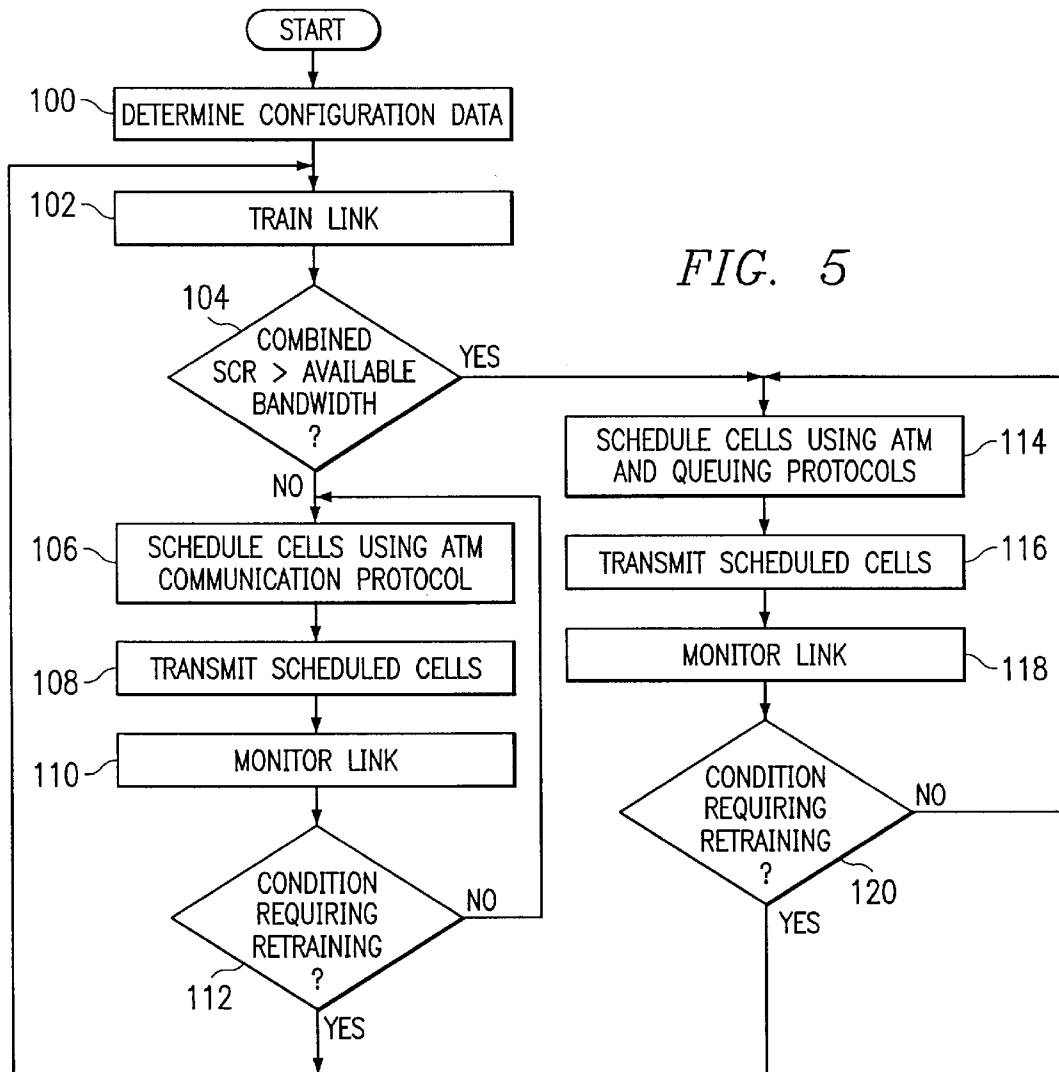 START
100
DETERMINE CONFIGURATION DATA
102
TRAIN LINK
FIG. 5
104
COMBINED
SCR > AVAILABLE
BANDWIDTH
?
YES
NO
106
SCHEDULE CELLS USING ATM
COMMUNICATION PROTOCOL
108
TRANSMIT SCHEDULED CELLS
110
MONITOR LINK
CONDITION
REQUIRING
RETRAINING
?
NO
112
YES
SCHEDULE CELLS USING ATM
AND QUEUING PROTOCOLS
114
TRANSMIT SCHEDULED CELLS
116
MONITOR LINK
118
CONDITION
REQUIRING
RETRAINING
?
NO
120
YES